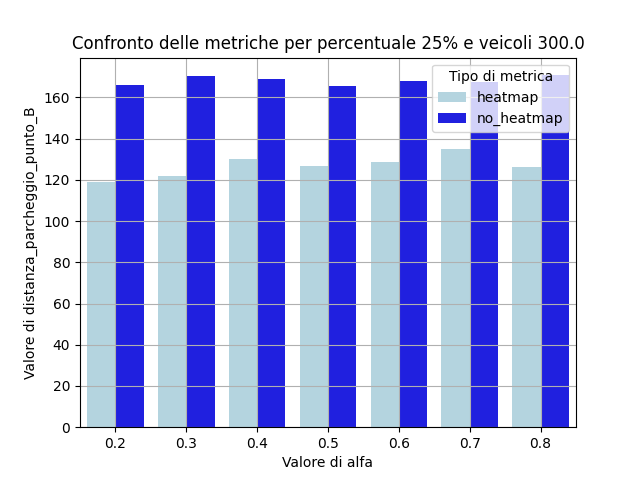 Confronto delle metriche per percentuale 25% e veicoli 300.0
Valore di distanza_parcheggio_punto_B
160
140
120
100
80
60
40
20
0
Tipo di metrica
heatmap
no_heatmap
0.2 0.3 0.4 0.5 0.6 0.7 0.8
Valore di alfa